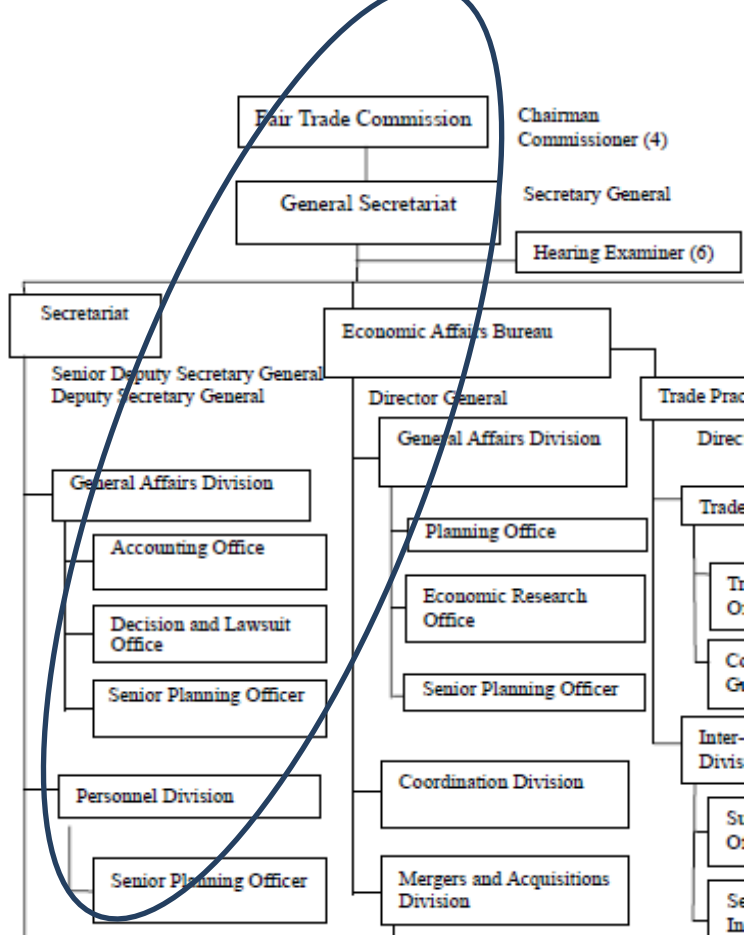 Fair Trade Commission
Chairman
Commissioner (4)
General Secretariat
Secretary General
Hearing Examiner (6)
Secretariat
Senior Deputy Secretary General
Deputy Secretary General
General Affairs Division
Accounting Office
Decision and Lawsuit
Office
Senior Planning Officer
Personnel Division
Senior Planning Officer
Economic Affairs Bureau
Director General
General Affairs Division
Planning Office
Economic Research
Office
Senior Planning Officer
Coordination Division
Mergers and Acquisitions
Division
Trade
Trade